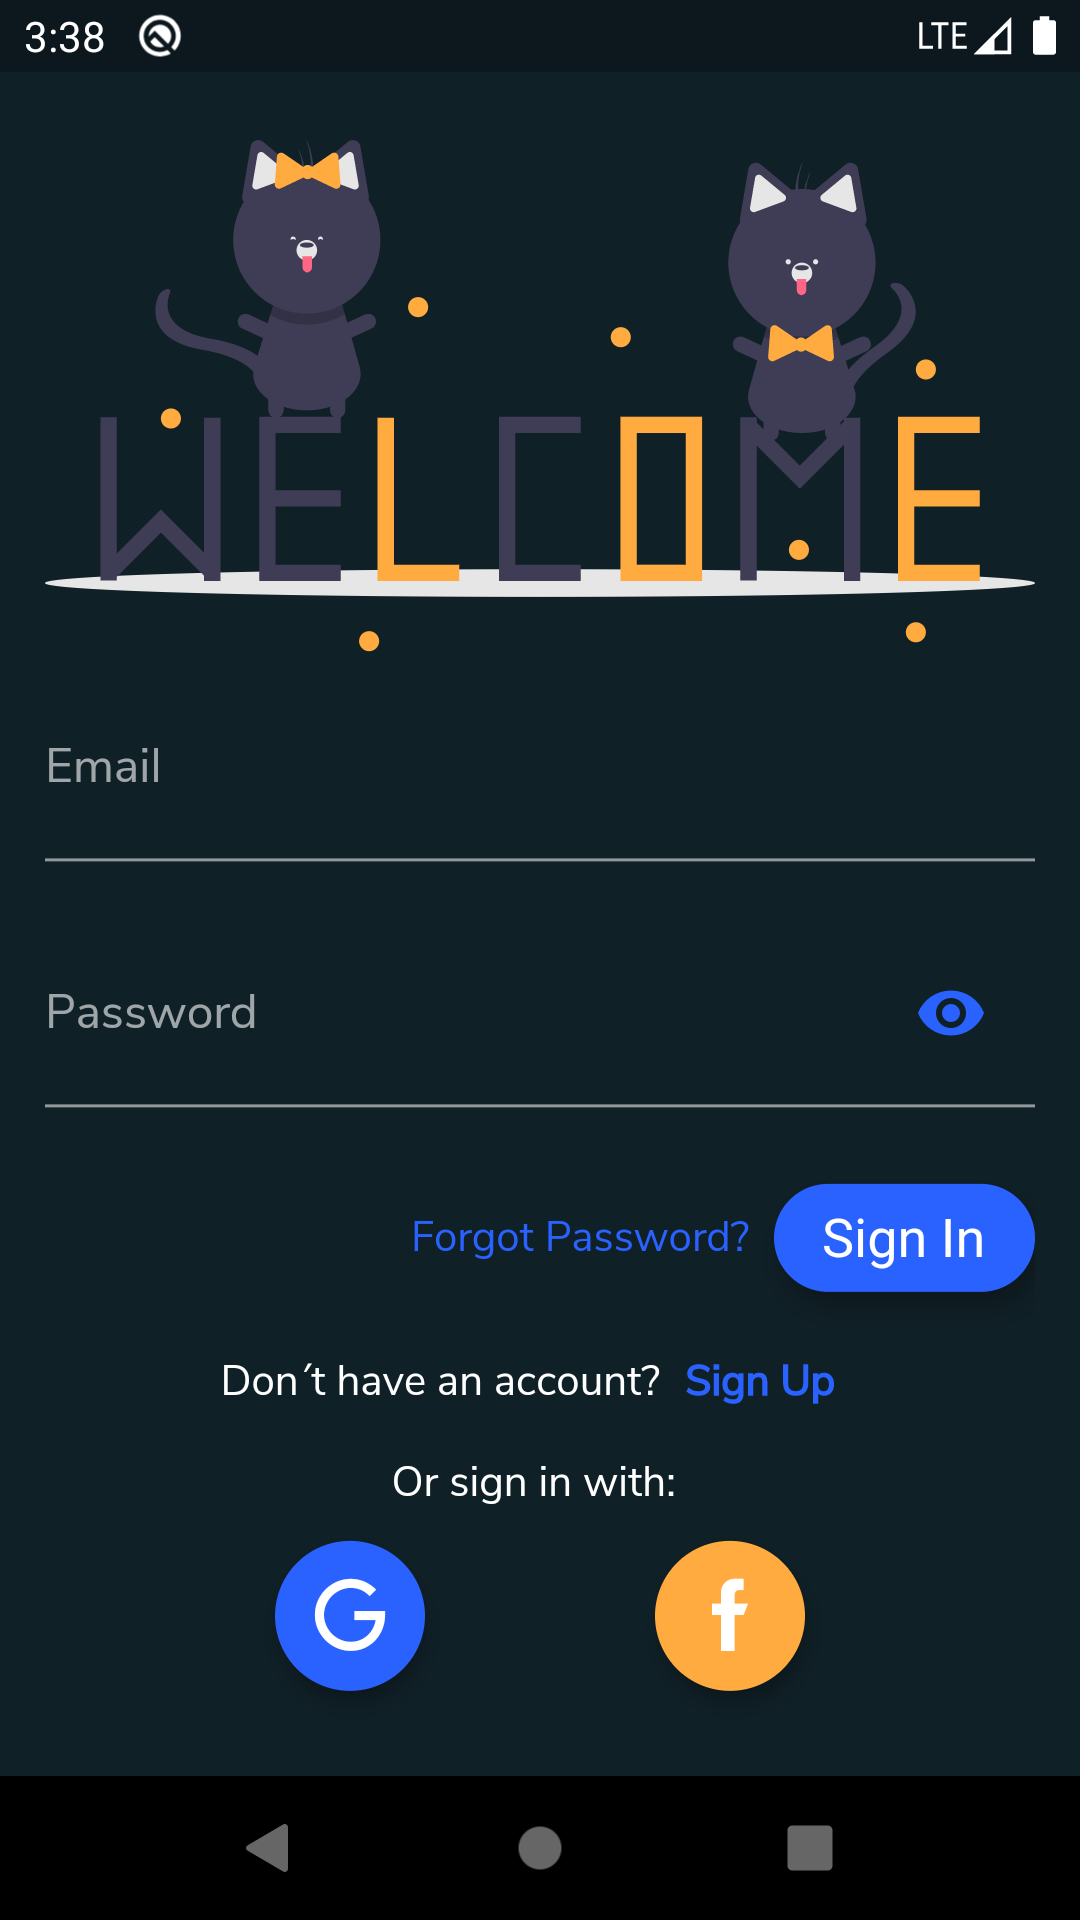 3:38 LTE
WELCOME
Email
Password
Forgot Password? Sign In
Don´t have an account? Sign Up
Or sign in with:
G f